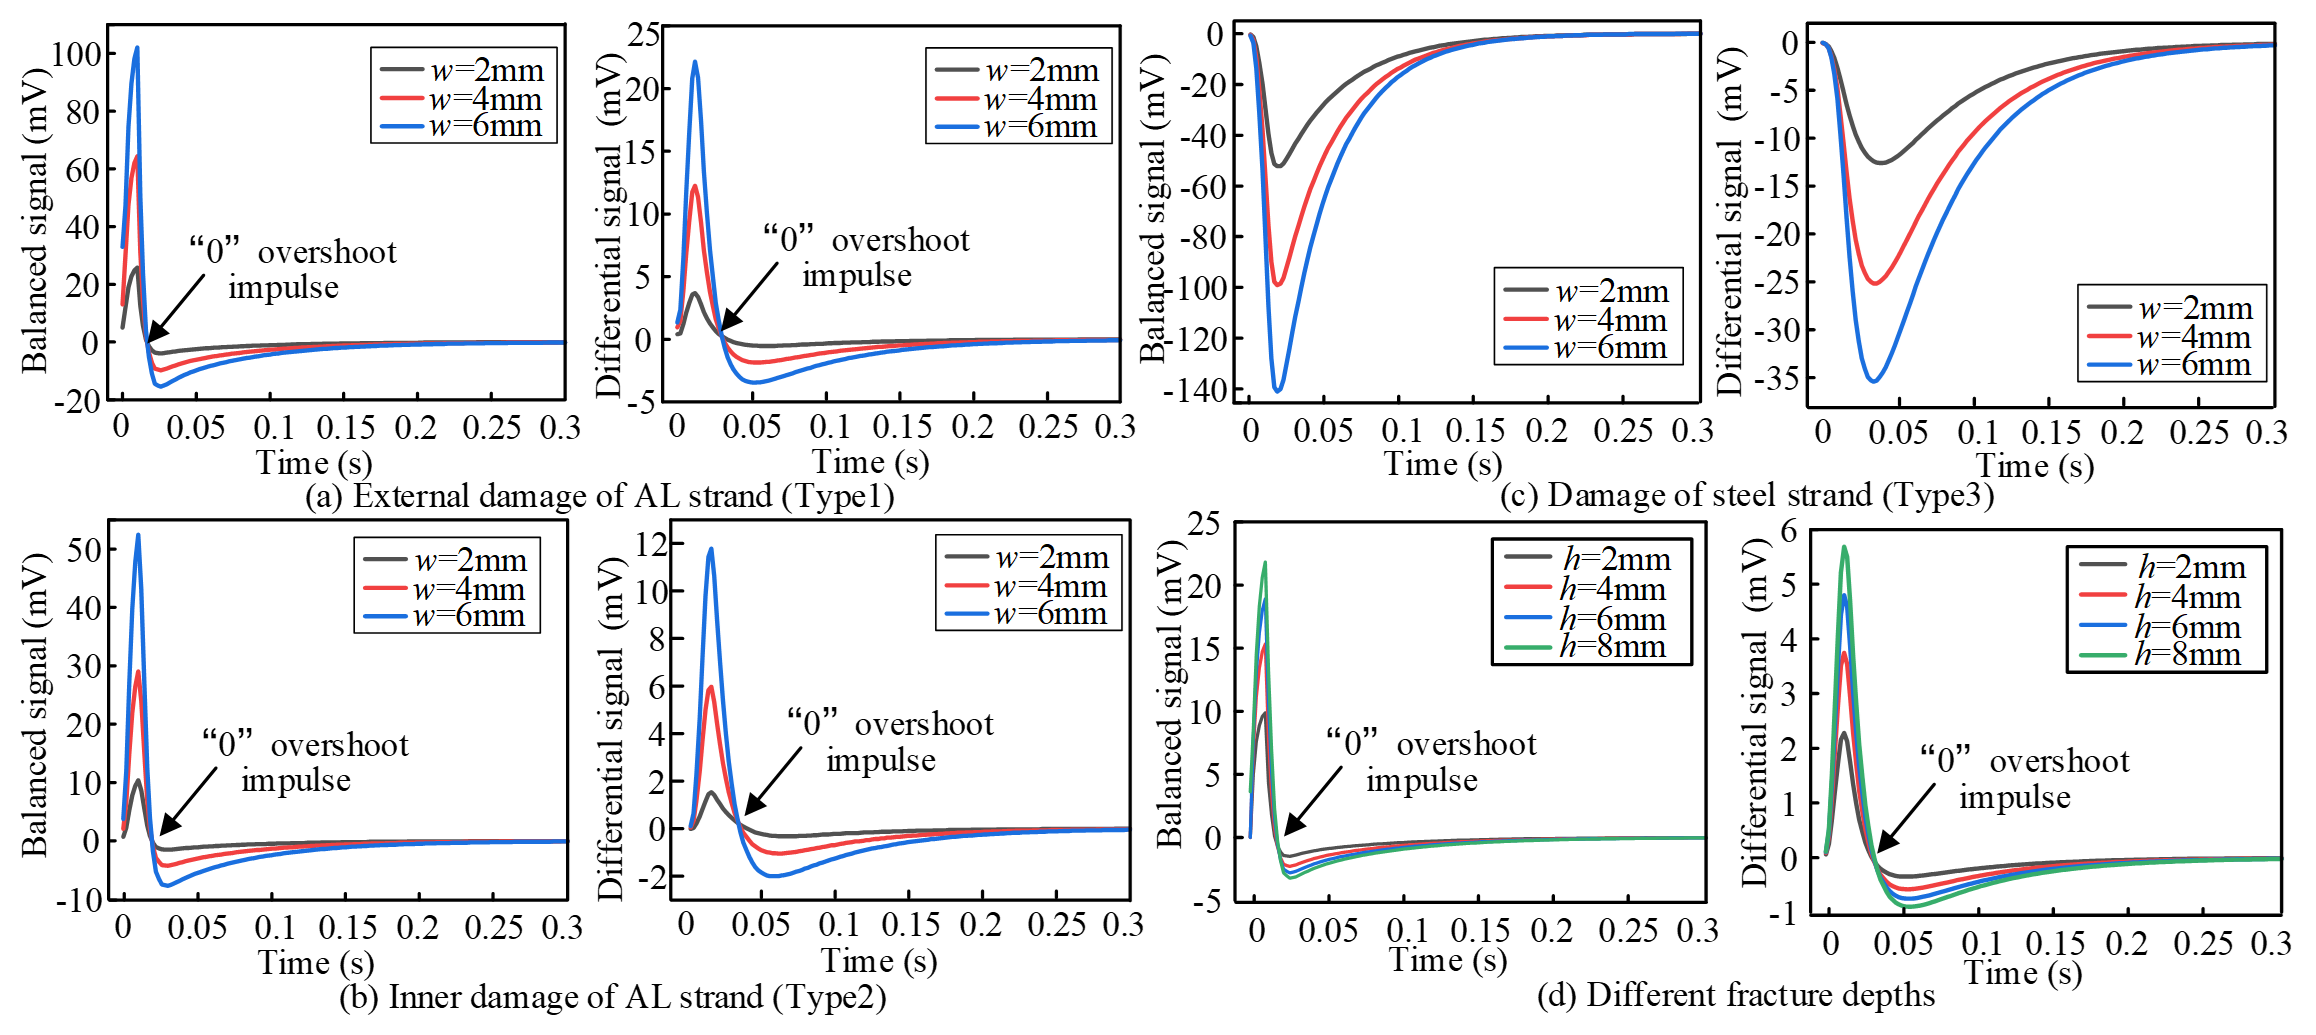 Balanced signal (mV)
100
80
60
40
20
0
-20
w=2mm
w=4mm
w=6mm
“0” overshoot
impulse
0 0.05 0.1 0.15 0.2 0.25 0.3
Time (s)
Differential signal (mV)
25
20
15
10
5
0
-5
w=2mm
w=4mm
w=6mm
“0” overshoot
impulse
0 0.05 0.1 0.15 0.2 0.25 0.3
Time (s)
(a) External damage of AL strand (Type1)
Balanced signal (mV)
0
-20
-40
-60
-80
-100
-120
-140
w=2mm
w=4mm
w=6mm
0 0.05 0.1 0.15 0.2 0.25 0.3
Time (s)
Differential signal (mV)
0
-5
-10
-15
-20
-25
-30
-35
w=2mm
w=4mm
w=6mm
0 0.05 0.1 0.15 0.2 0.25 0.3
Time (s)
(c) Damage of steel strand (Type3)
Balanced signal (mV)
50
40
30
20
10
0
-10
w=2mm
w=4mm
w=6mm
“0” overshoot
impulse
0 0.05 0.1 0.15 0.2 0.25 0.3
Time (s)
Differential signal (mV)
12
10
8
6
4
2
0
-2
w=2mm
w=4mm
w=6mm
“0” overshoot
impulse
0 0.05 0.1 0.15 0.2 0.25 0.3
Time (s)
(b) Inner damage of AL strand (Type2)
Balanced signal (mV)
25
20
15
10
5
0
-5
h=2mm
h=4mm
h=6mm
h=8mm
“0” overshoot
impulse
0 0.05 0.1 0.15 0.2 0.25 0.3
Time (s)
Differential signal (mV)
6
5
4
3
2
1
0
-1
h=2mm
h=4mm
h=6mm
h=8mm
“0” overshoot
impulse
0 0.05 0.1 0.15 0.2 0.25 0.3
Time (s)
(d) Different fracture depths